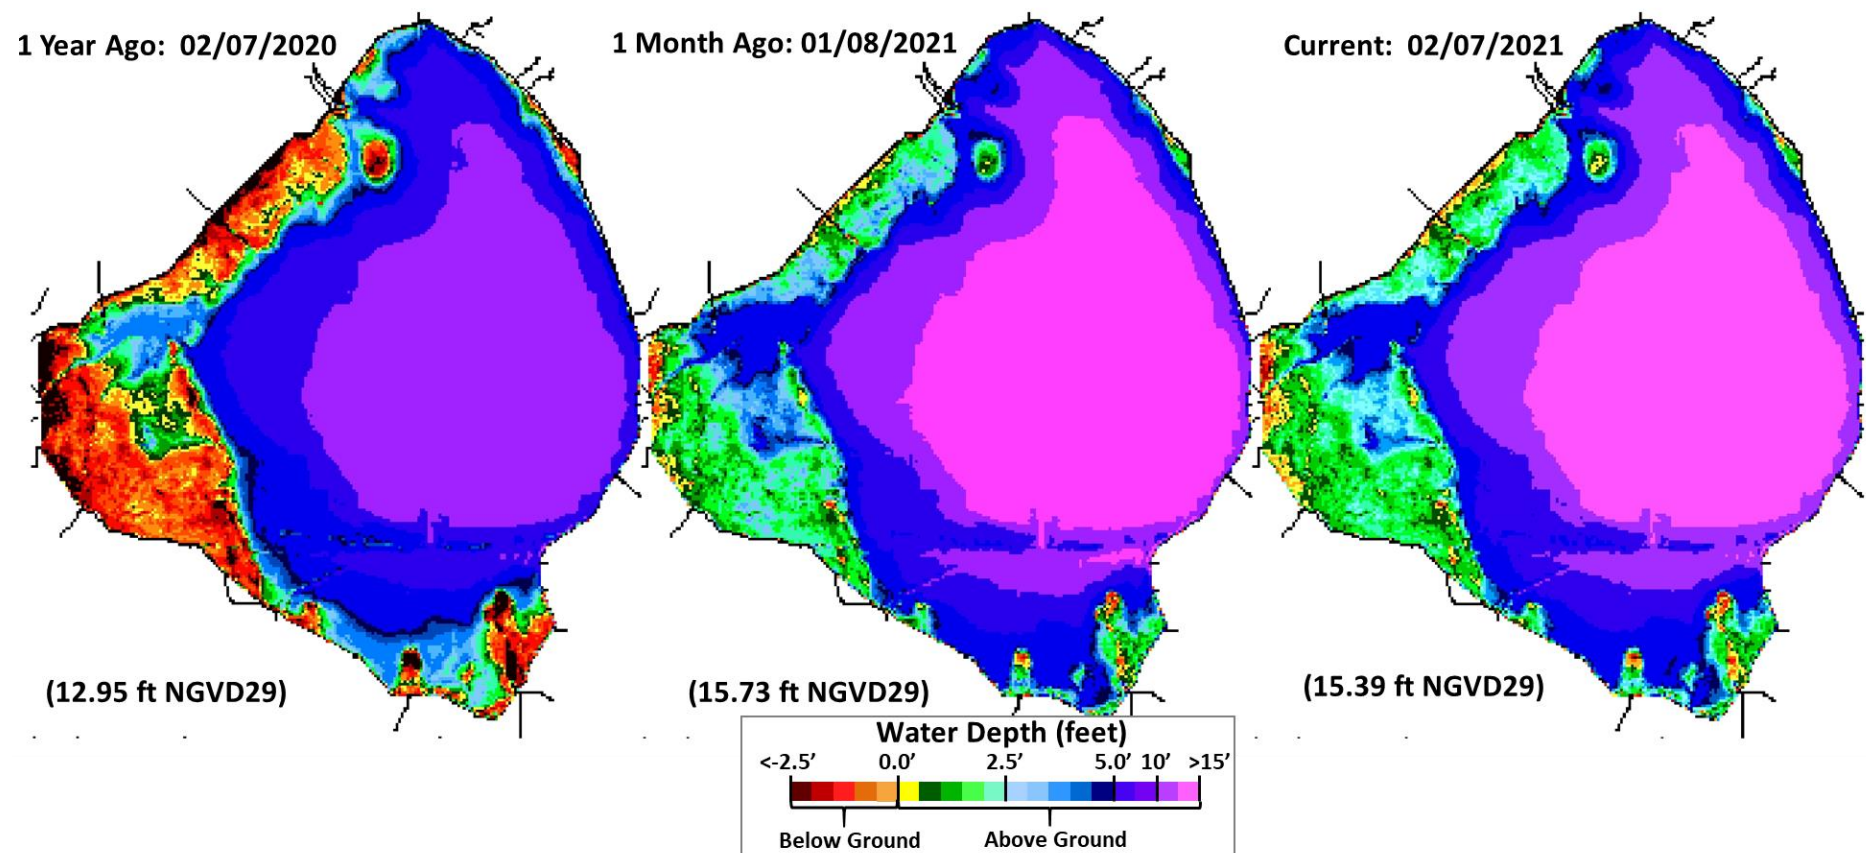 1 Year Ago: 02/07/2020
1 Month Ago: 01/08/2021
Current: 02/07/2021
(12.95 ft NGVD29)
(15.73 ft NGVD29)
(15.39 ft NGVD29)
Water Depth (feet)
<-2.5’ 0.0’ 2.5’ 5.0’ 10’ >15’
Below Ground Above Ground